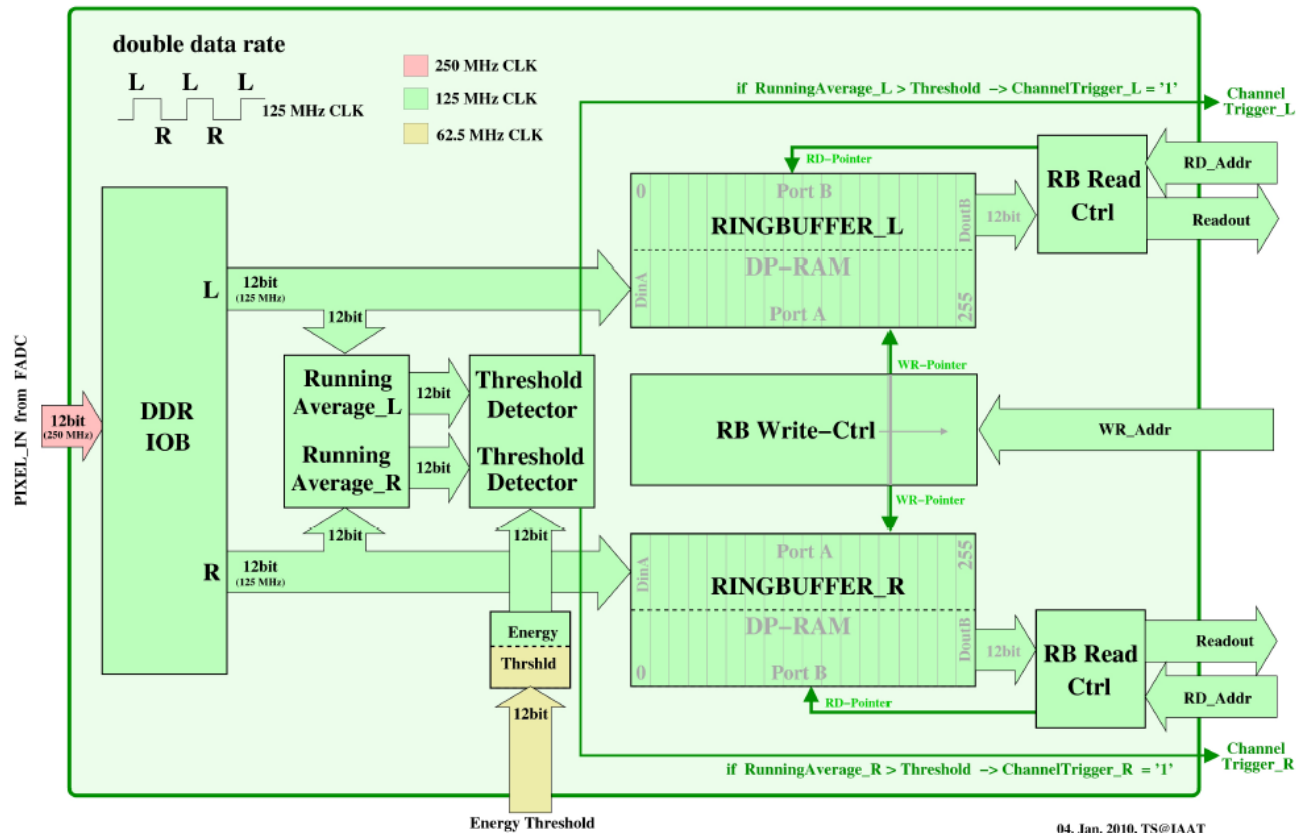 double data rate
L L L
125 MHz CLK
R R
250 MHz CLK
125 MHz CLK
62.5 MHz CLK
if RunningAverage_L > Threshold -> ChannelTrigger_L = '1'
Channel
Trigger_L
RD-Pointer
RB Read
Ctrl
RD_Addr
Readout
0
Port B
RINGBUFFER_L
DP-RAM
Port A
DinA
DoutB
255
12bit
L
12bit
(125 MHz)
12bit
PIXEL_IN from FADC
12bit
(250 MHz)
DDR
IOB
Running
Average_L
Running
Average_R
12bit
12bit
Threshold
Detector
Threshold
Detector
WR-Pointer
RB Write-Ctrl
WR_Addr
WR-Pointer
12bit
12bit
R
12bit
(125 MHz)
Port A
255
DinA
RINGBUFFER_R
DP-RAM
DoutB
0
Port B
12bit
RB Read
Ctrl
Readout
RD_Addr
RD-Pointer
Energy
Thrshld
12bit
if RunningAverage_R > Threshold -> ChannelTrigger_R = '1'
Channel
Trigger_R
Energy Threshold
04. Jan. 2010, TS@IAAT